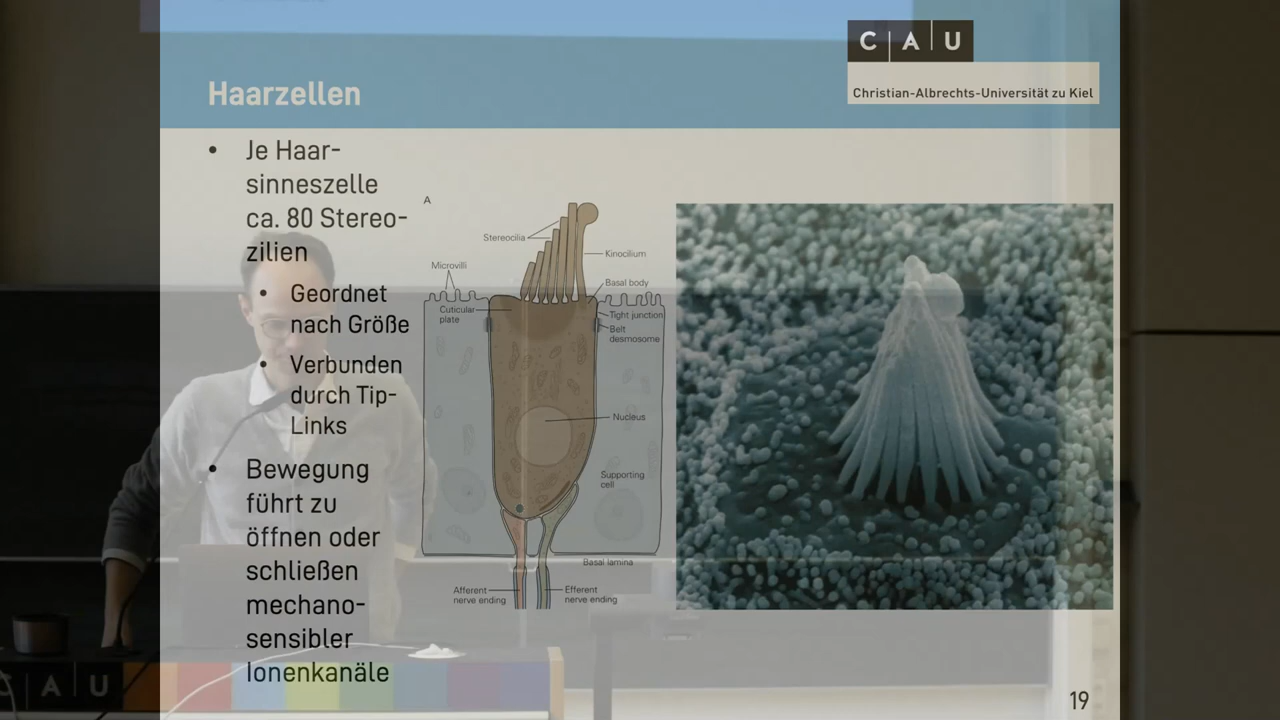 C A U
Christian-Albrechts-Universität zu Kiel
Haarzellen
• Je Haar-
sinneszelle
ca. 80 Stereo-
zilien
• Geordnet
nach Größe
• Verbunden
durch Tip-
Links
• Bewegung
führt zu
öffnen oder
schließen
mechano-
sensibler
Ionenkanäle
A
Stereocilia
Kinocilium
Microvilli
Basal body
Cuticular
plate
Tight junction
Belt
desmosome
Nucleus
Supporting
cell
Basal lamina
Afferent
nerve ending
Efferent
nerve ending
C A U
19